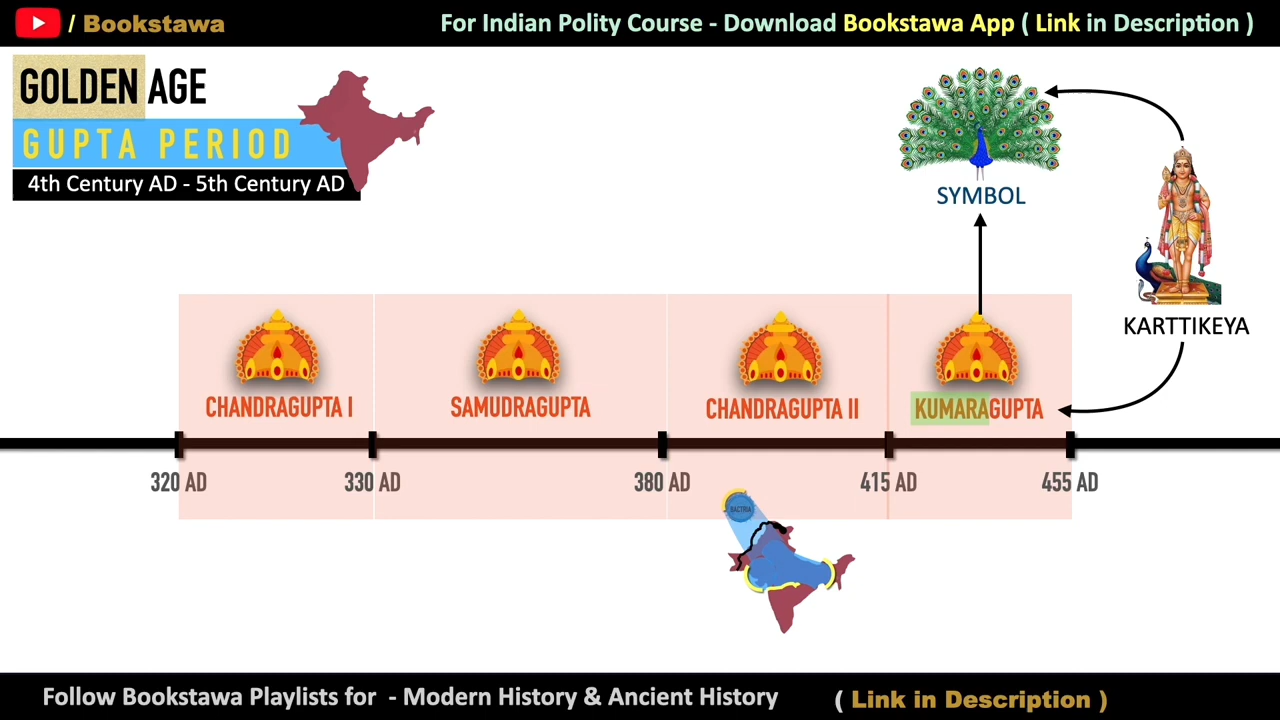 / Bookstawa
For Indian Polity Course - Download Bookstawa App ( Link in Description )
GOLDEN AGE
GUPTA PERIOD
4th Century AD - 5th Century AD
SYMBOL
KARTTIKEYA
CHANDRAGUPTA I
SAMUDRAGUPTA
CHANDRAGUPTA II
KUMARAGUPTA
320 AD
330 AD
380 AD
415 AD
455 AD
BACTRIA
Follow Bookstawa Playlists for - Modern History & Ancient History
( Link in Description )